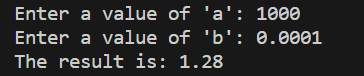 Enter a value of 'a': 1000
Enter a value of 'b': 0.0001
The result is: 1.28